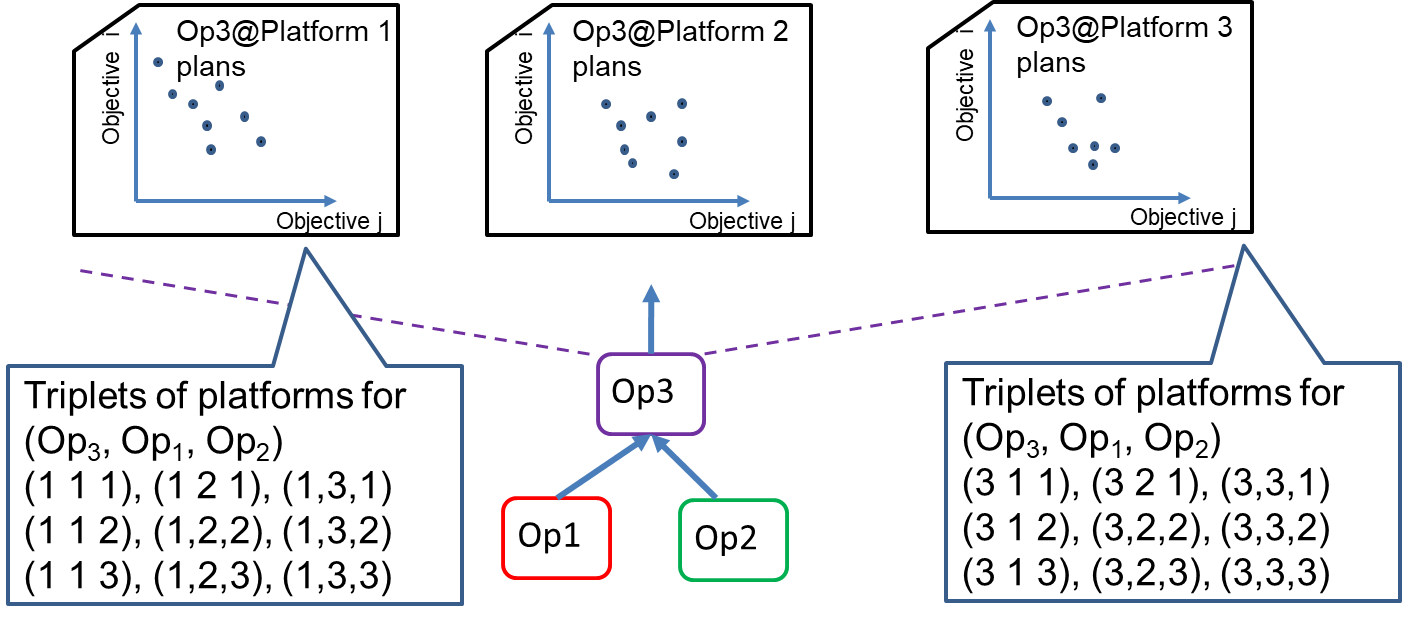 Op3@Platform 1
plans
Objective i
Objective j
Op3@Platform 2
plans
Objective i
Objective j
Op3@Platform 3
plans
Objective i
Objective j
Triplets of platforms for
(Op₃, Op₁, Op₂)
(1 1 1), (1 2 1), (1,3,1)
(1 1 2), (1,2,2), (1,3,2)
(1 1 3), (1,2,3), (1,3,3)
Op3
Op1
Op2
Triplets of platforms for
(Op₃, Op₁, Op₂)
(3 1 1), (3 2 1), (3,3,1)
(3 1 2), (3,2,2), (3,3,2)
(3 1 3), (3,2,3), (3,3,3)